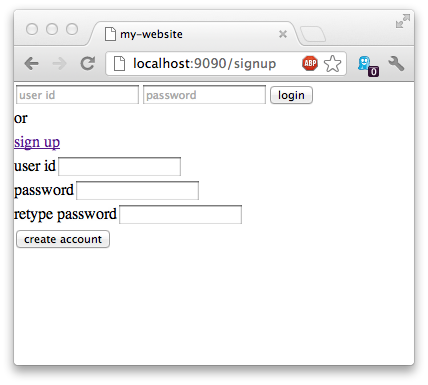 my-website
localhost:9090/signup ABP 0
user id password login
or
sign up
user id
password
retype password
create account